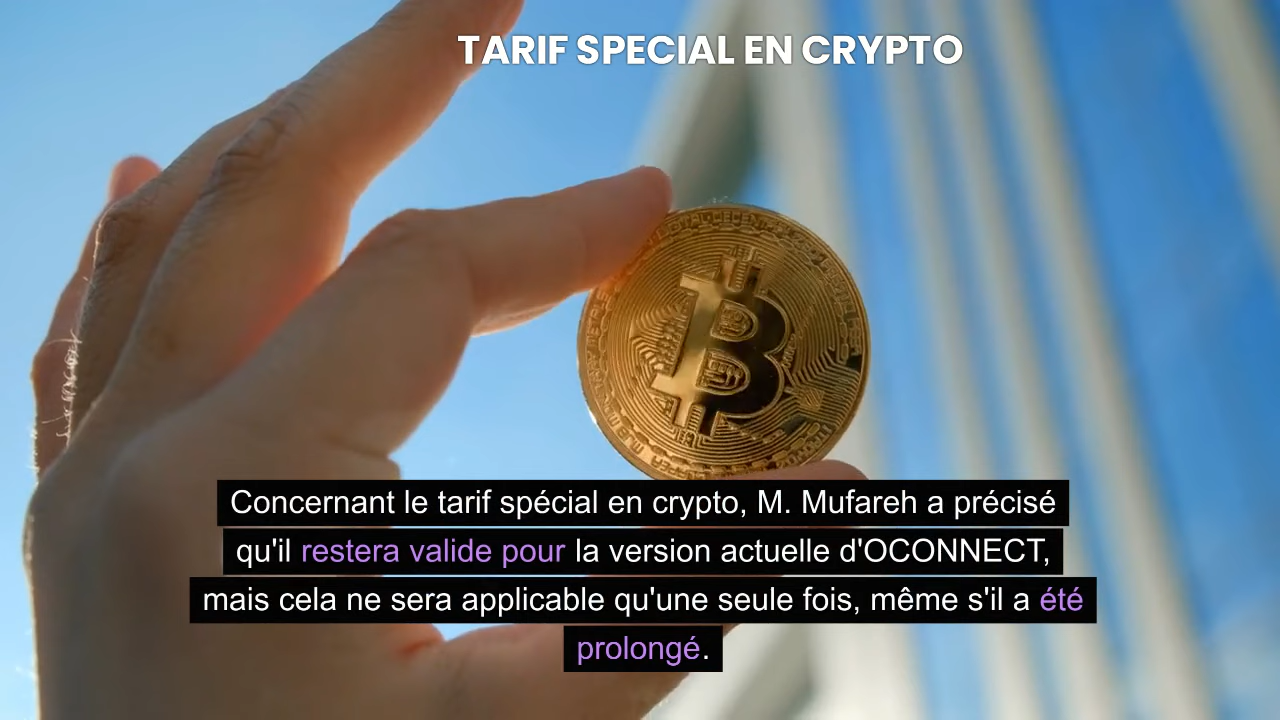 TARIF SPECIAL EN CRYPTO
Concernant le tarif spécial en crypto, M. Mufareh a précisé
qu'il restera valide pour la version actuelle d'OCONNECT,
mais cela ne sera applicable qu'une seule fois, même s'il a été
prolongé.